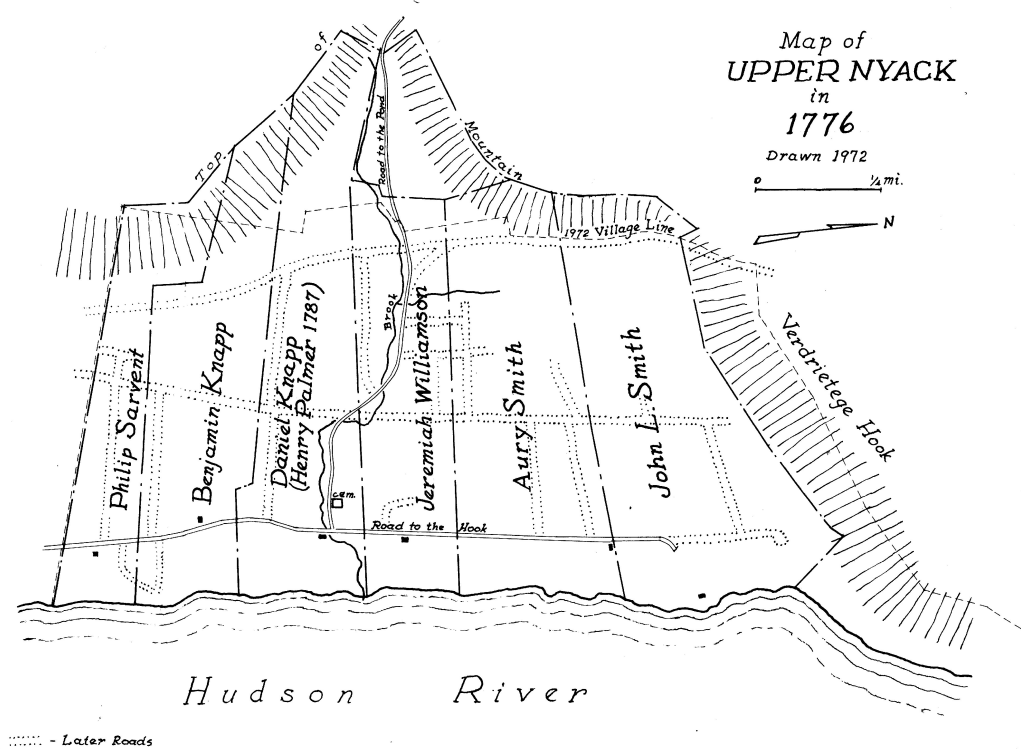 Map of
UPPER NYACK
in
1776
Drawn 1972
0 ¼ mi.
N
Top of Mountain
Road to the Pond
1972 Village Line
Verdrietege Hook
Brook
Philip Sarvent
Benjamin Knapp
Daniel Knapp
(Henry Palmer 1787)
Jeremiah Williamson
Aury Smith
John L. Smith
cem.
Road to the Hook
Hudson River
- Later Roads